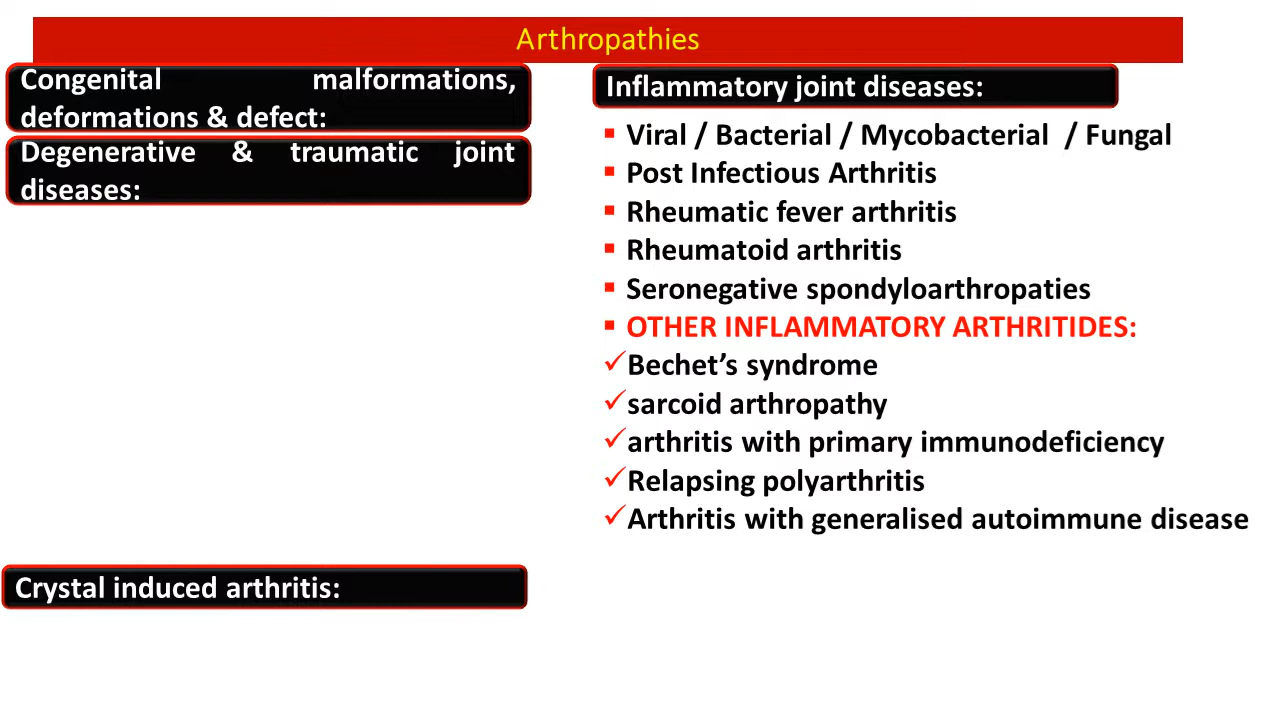 Arthropathies
Congenital malformations,
deformations & defect:
Degenerative & traumatic joint
diseases:
Crystal induced arthritis:
Inflammatory joint diseases:
▪ Viral / Bacterial / Mycobacterial / Fungal
▪ Post Infectious Arthritis
▪ Rheumatic fever arthritis
▪ Rheumatoid arthritis
▪ Seronegative spondyloarthropaties
▪ OTHER INFLAMMATORY ARTHRITIDES:
✓Bechet’s syndrome
✓sarcoid arthropathy
✓arthritis with primary immunodeficiency
✓Relapsing polyarthritis
✓Arthritis with generalised autoimmune disease